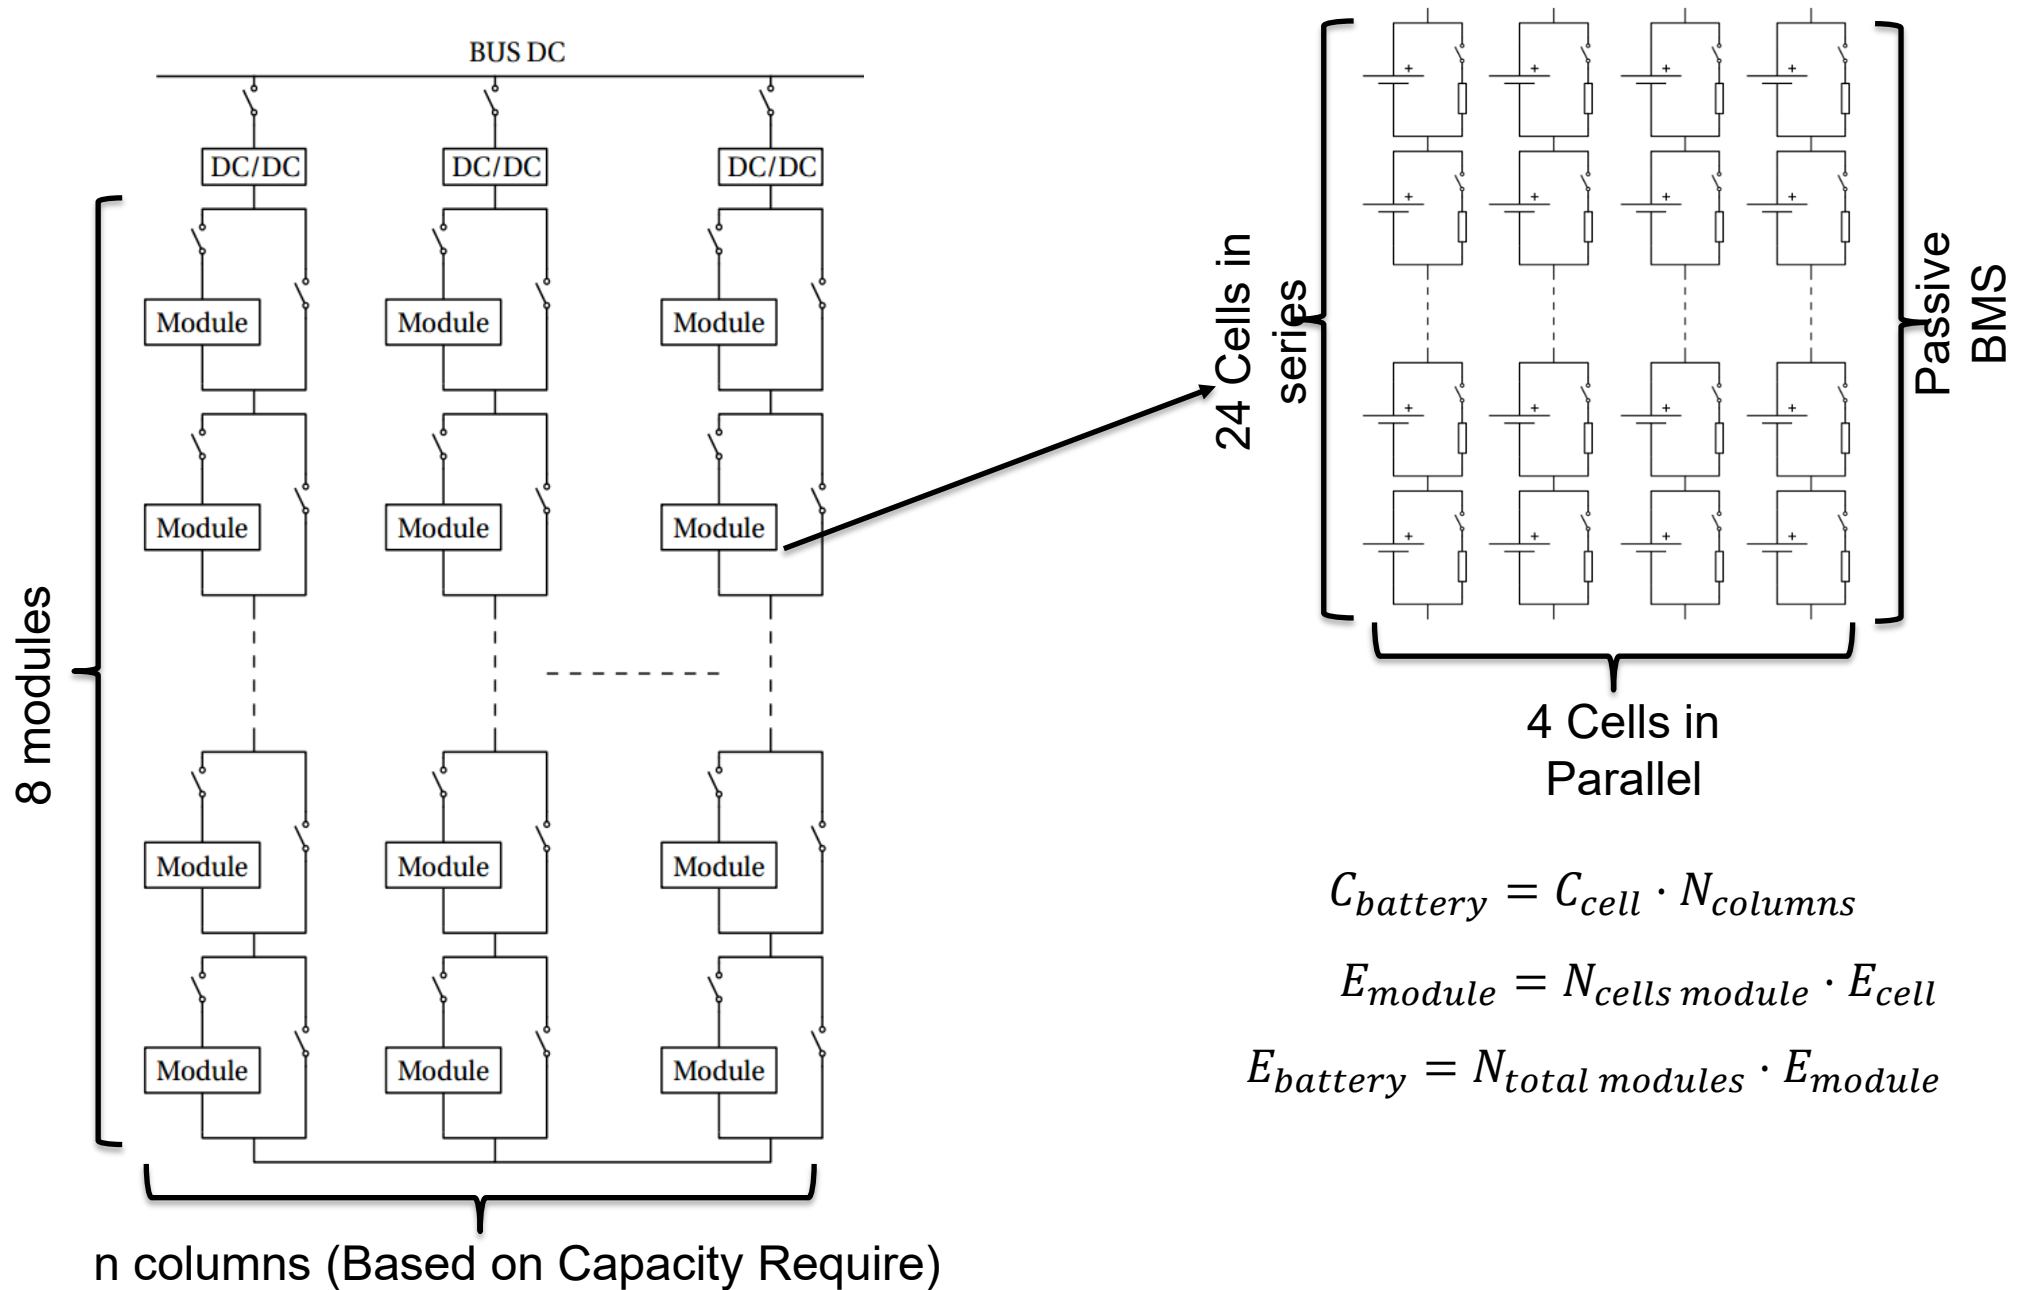 BUS DC
DC/DC
DC/DC
DC/DC
Module
Module
Module
Module
Module
Module
Module
Module
Module
Module
Module
Module
8 modules
n columns (Based on Capacity Require)
24 Cells in
series
Passive
BMS
+ + + +
+ + + +
+ + + +
+ + + +
4 Cells in
Parallel
C_battery = C_cell · N_columns
E_module = N_cells module · E_cell
E_battery = N_total modules · E_module